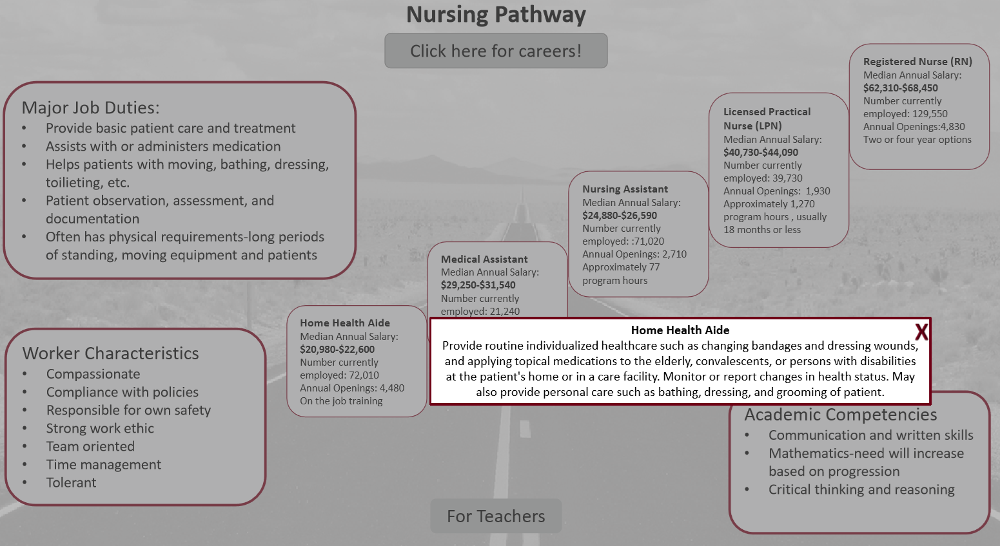 Nursing Pathway
Click here for careers!
Major Job Duties:
• Provide basic patient care and treatment
• Assists with or administers medication
• Helps patients with moving, bathing, dressing,
toilieting, etc.
• Patient observation, assessment, and
documentation
• Often has physical requirements-long periods
of standing, moving equipment and patients
Worker Characteristics
• Compassionate
• Compliance with policies
• Responsible for own safety
• Strong work ethic
• Team oriented
• Time management
• Tolerant
Home Health Aide
Median Annual Salary:
$20,980-$22,600
Number currently
employed: 72,010
Annual Openings: 4,480
On the job training
Medical Assistant
Median Annual Salary:
$29,250-$31,540
Number currently
employed: 21,240
Nursing Assistant
Median Annual Salary:
$24,880-$26,590
Number currently
employed: :71,020
Annual Openings: 2,710
Approximately 77
program hours
Licensed Practical
Nurse (LPN)
Median Annual Salary:
$40,730-$44,090
Number currently
employed: 39,730
Annual Openings:  1,930
Approximately 1,270
program hours , usually
18 months or less
Registered Nurse (RN)
Median Annual Salary:
$62,310-$68,450
Number currently
employed: 129,550
Annual Openings:4,830
Two or four year options
Home Health Aide
X
Provide routine individualized healthcare such as changing bandages and dressing wounds,
and applying topical medications to the elderly, convalescents, or persons with disabilities
at the patient's home or in a care facility. Monitor or report changes in health status. May
also provide personal care such as bathing, dressing, and grooming of patient.
Academic Competencies
• Communication and written skills
• Mathematics-need will increase
based on progression
• Critical thinking and reasoning
For Teachers